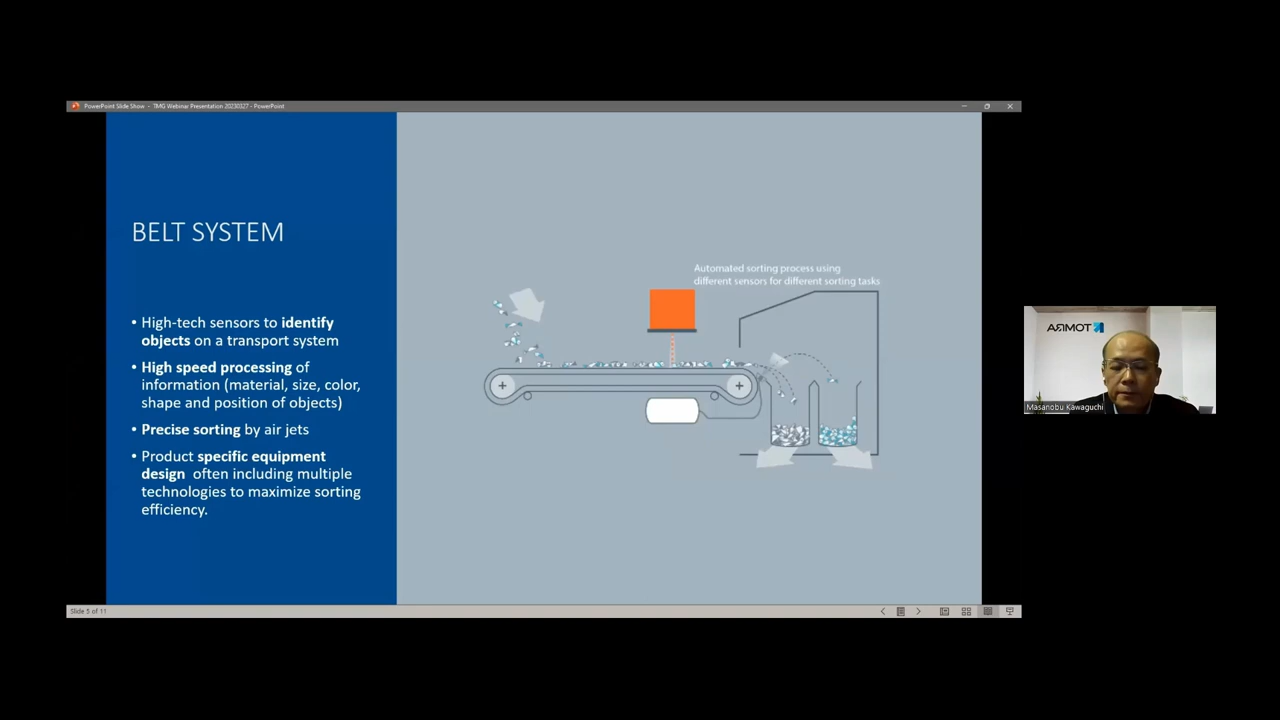 PowerPoint Slide Show - TMG Webinar Presentation 20230327 - PowerPoint
BELT SYSTEM
• High-tech sensors to identify
objects on a transport system
• High speed processing of
information (material, size, color,
shape and position of objects)
• Precise sorting by air jets
• Product specific equipment
design often including multiple
technologies to maximize sorting
efficiency.
Automated sorting process using
different sensors for different sorting tasks
TOMRA
Masanobu Kawaguchi
Slide 5 of 11